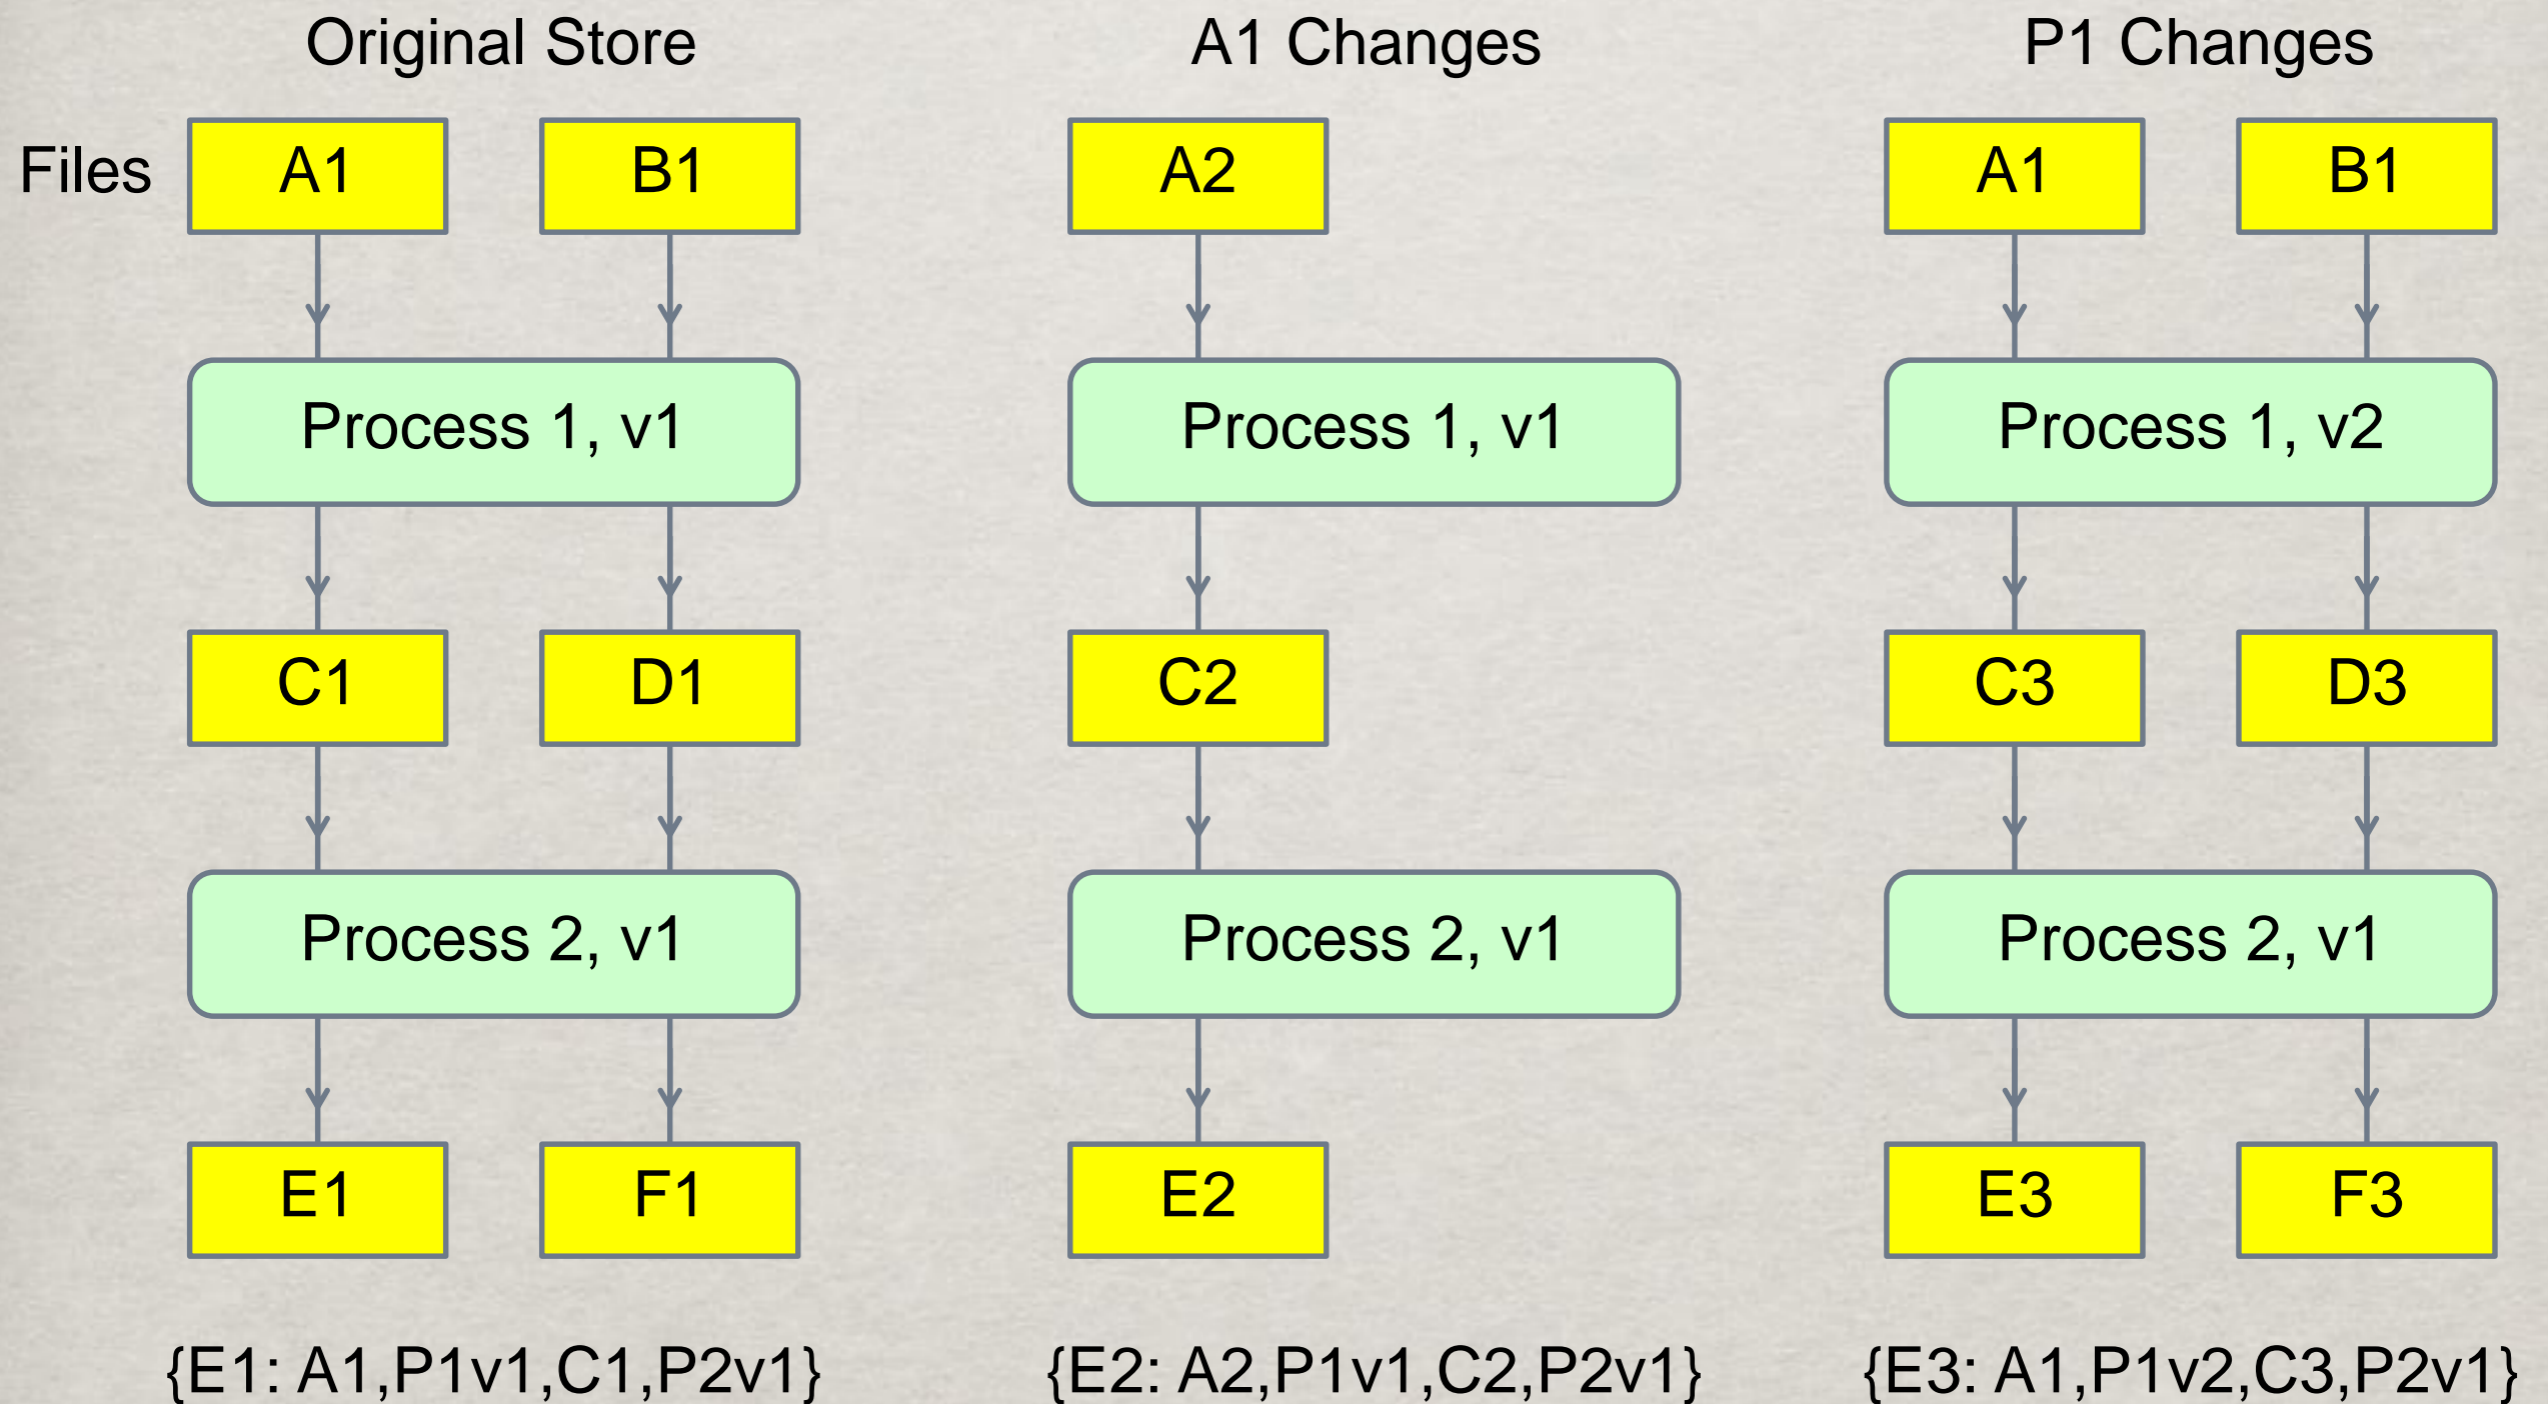 Original Store
A1 Changes
P1 Changes
Files
A1
B1
A2
A1
B1
Process 1, v1
Process 1, v1
Process 1, v2
C1
D1
C2
C3
D3
Process 2, v1
Process 2, v1
Process 2, v1
E1
F1
E2
E3
F3
{E1: A1,P1v1,C1,P2v1}
{E2: A2,P1v1,C2,P2v1}
{E3: A1,P1v2,C3,P2v1}